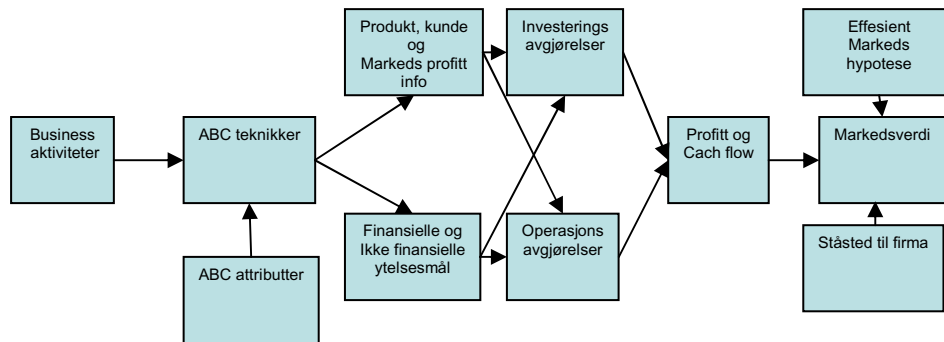 Produkt, kunde
og
Markeds profitt
info
Investerings
avgjørelser
Effesient
Markeds
hypotese
Business
aktiviteter
ABC teknikker
Profitt og
Cach flow
Markedsverdi
Finansielle og
Ikke finansielle
ytelsesmål
Operasjons
avgjørelser
Ståsted til firma
ABC attributter